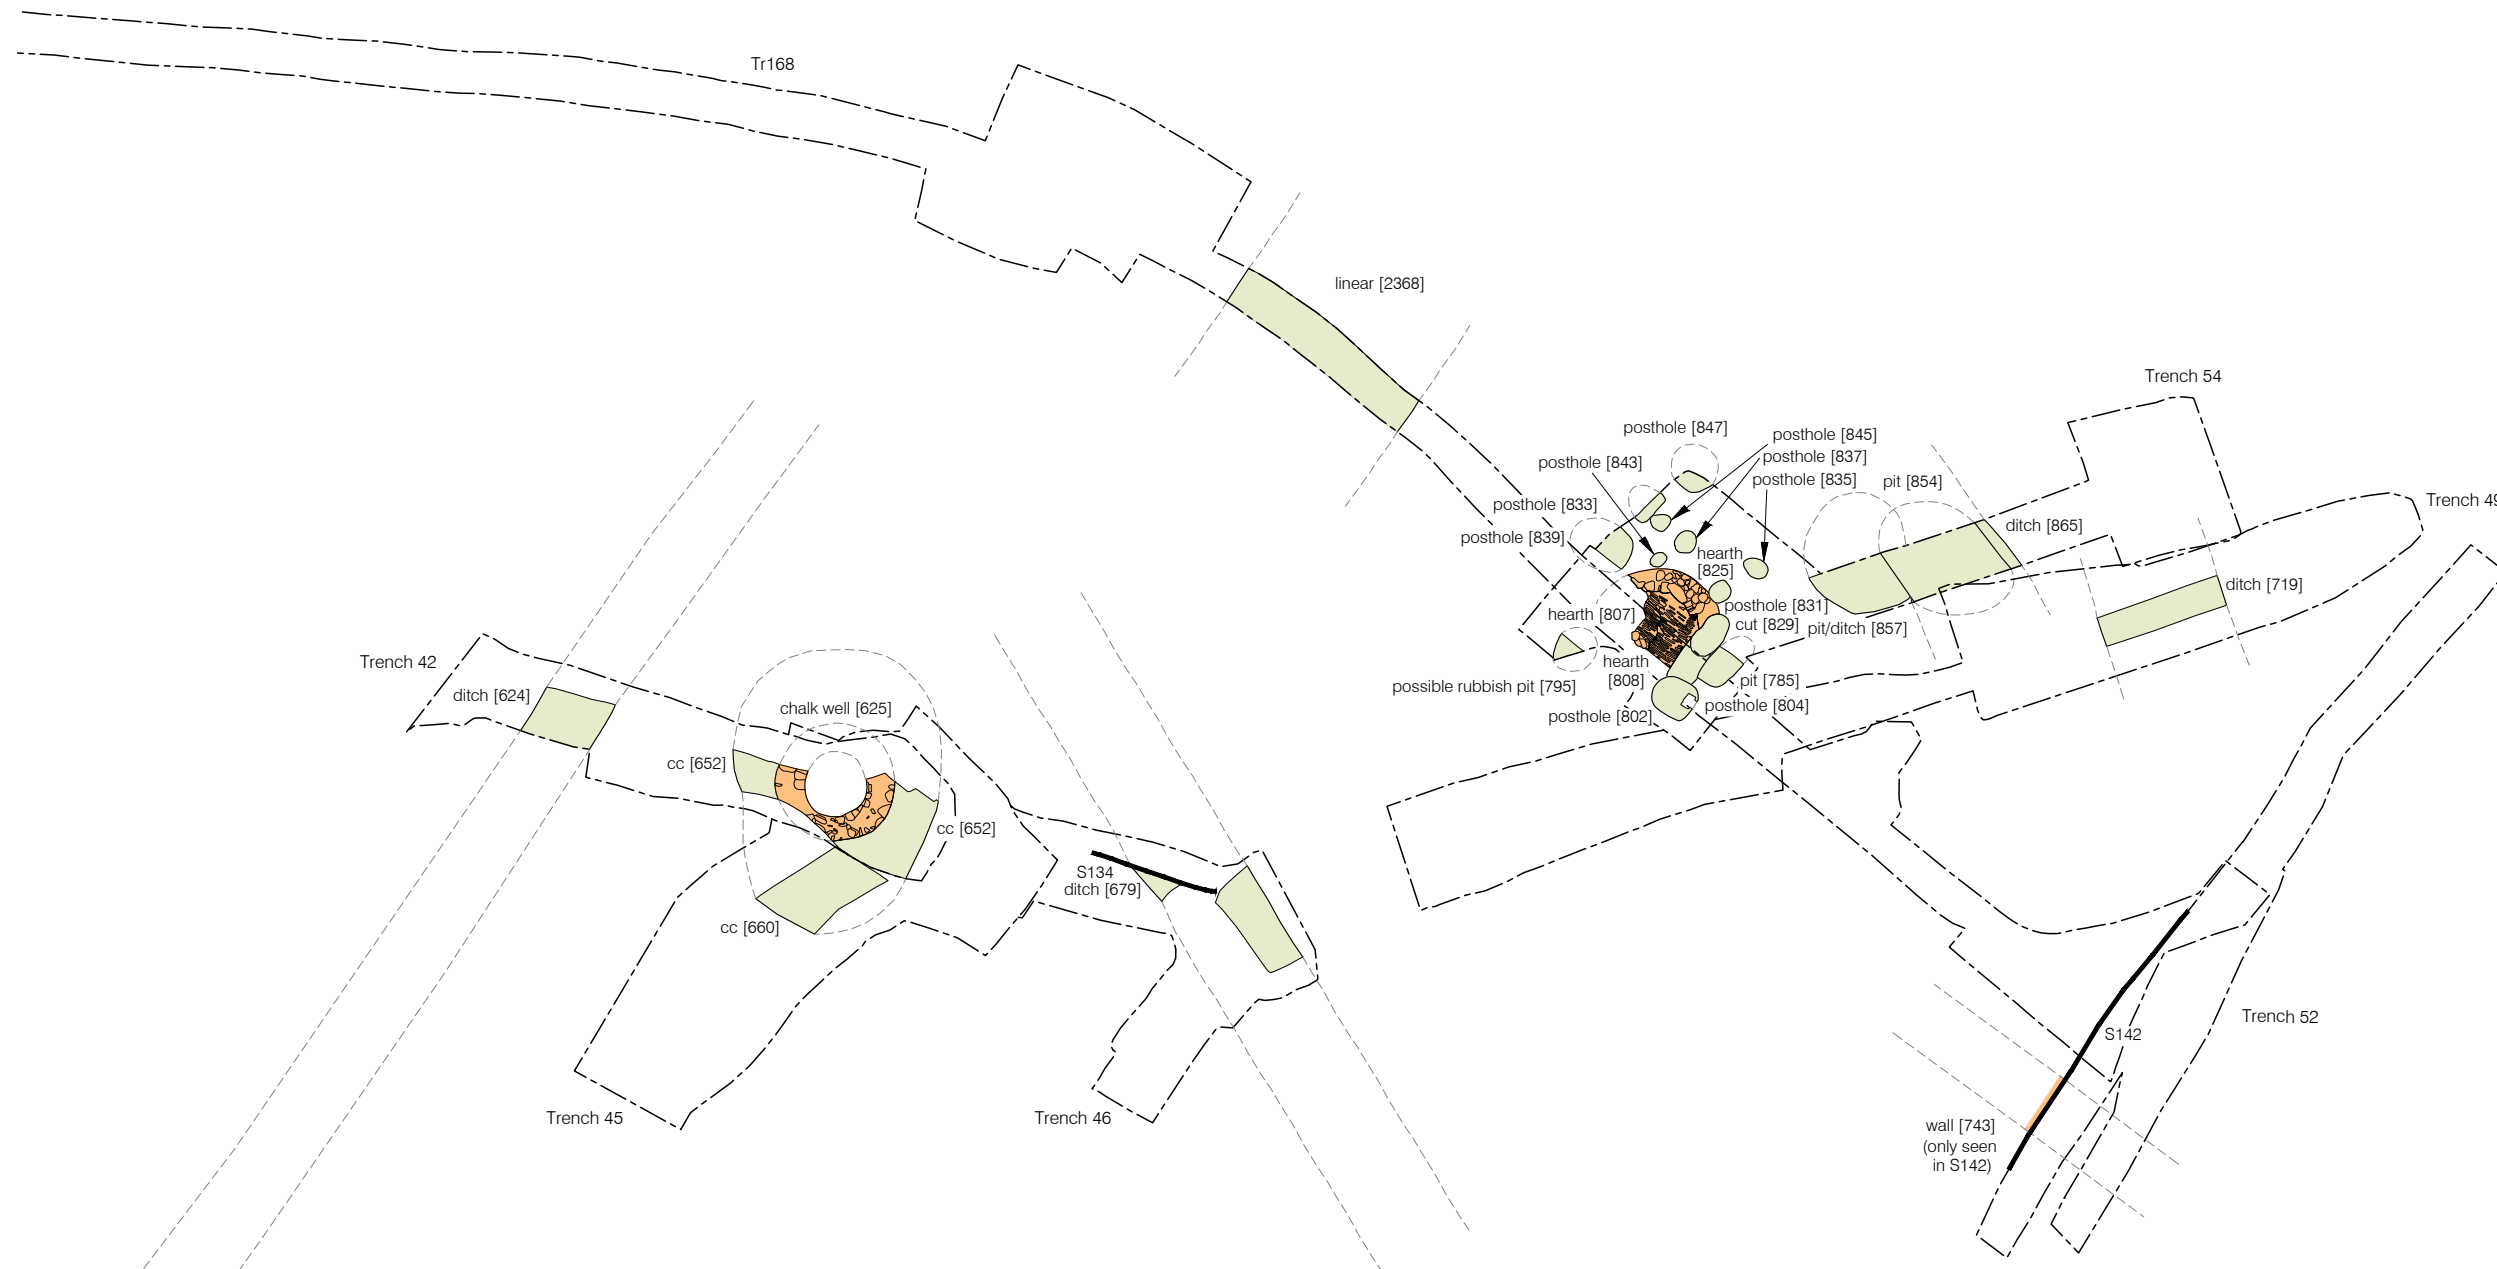 Tr168
linear [2368]
Trench 54
posthole [847]
posthole [845]
posthole [837]
posthole [843]
posthole [835]
pit [854]
Trench 49
posthole [833]
ditch [865]
posthole [839]
hearth
[825]
ditch [719]
hearth [807]
posthole [831]
cut [829]
pit/ditch [857]
Trench 42
hearth
[808]
pit [785]
possible rubbish pit [795]
ditch [624]
chalk well [625]
posthole [804]
posthole [802]
cc [652]
cc [652]
S134
ditch [679]
cc [660]
Trench 52
S142
Trench 45
Trench 46
wall [743]
(only seen
in S142)